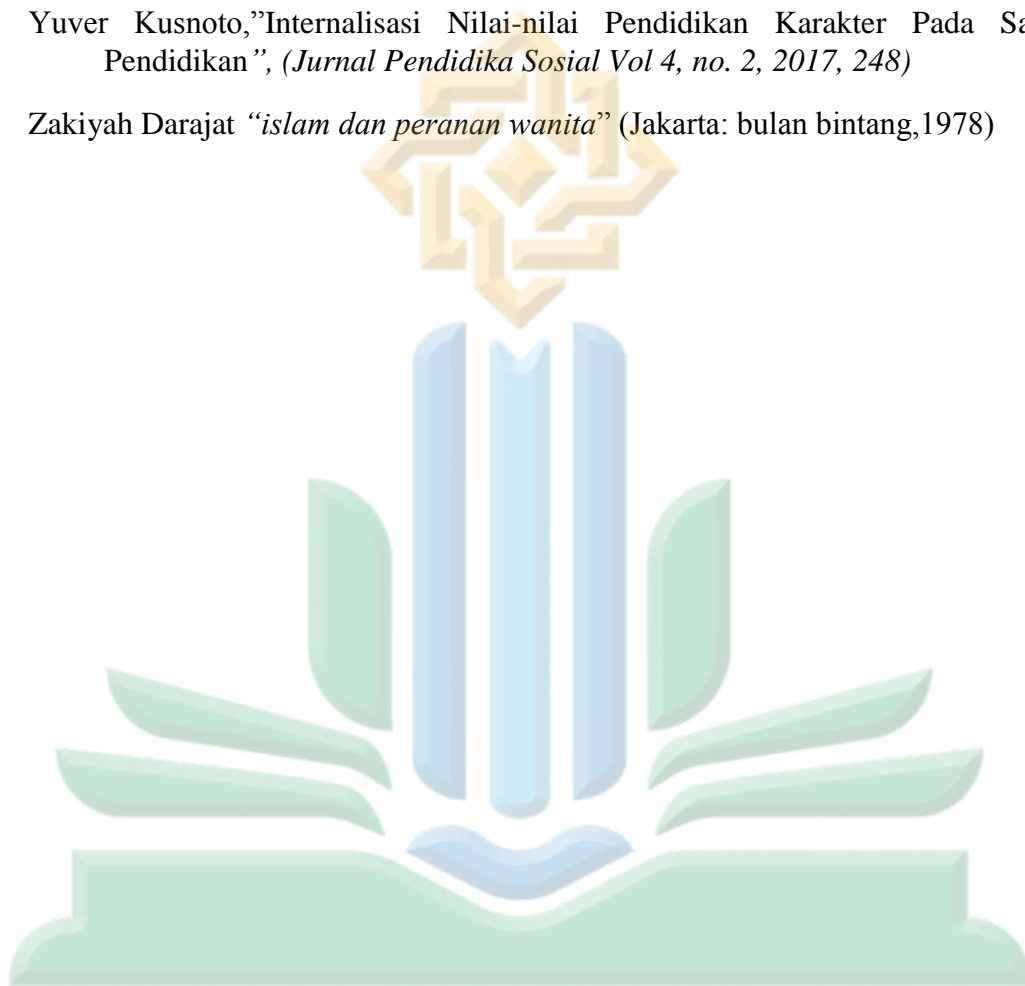 Yuver Kusnoto,”Internalisasi Nilai-nilai Pendidikan Karakter Pada
Pendidikan”, (Jurnal Pendidika Sosial Vol 4, no. 2, 2017, 248)
Zakiyah Darajat “islam dan peranan wanita” (Jakarta: bulan bintang,1978)